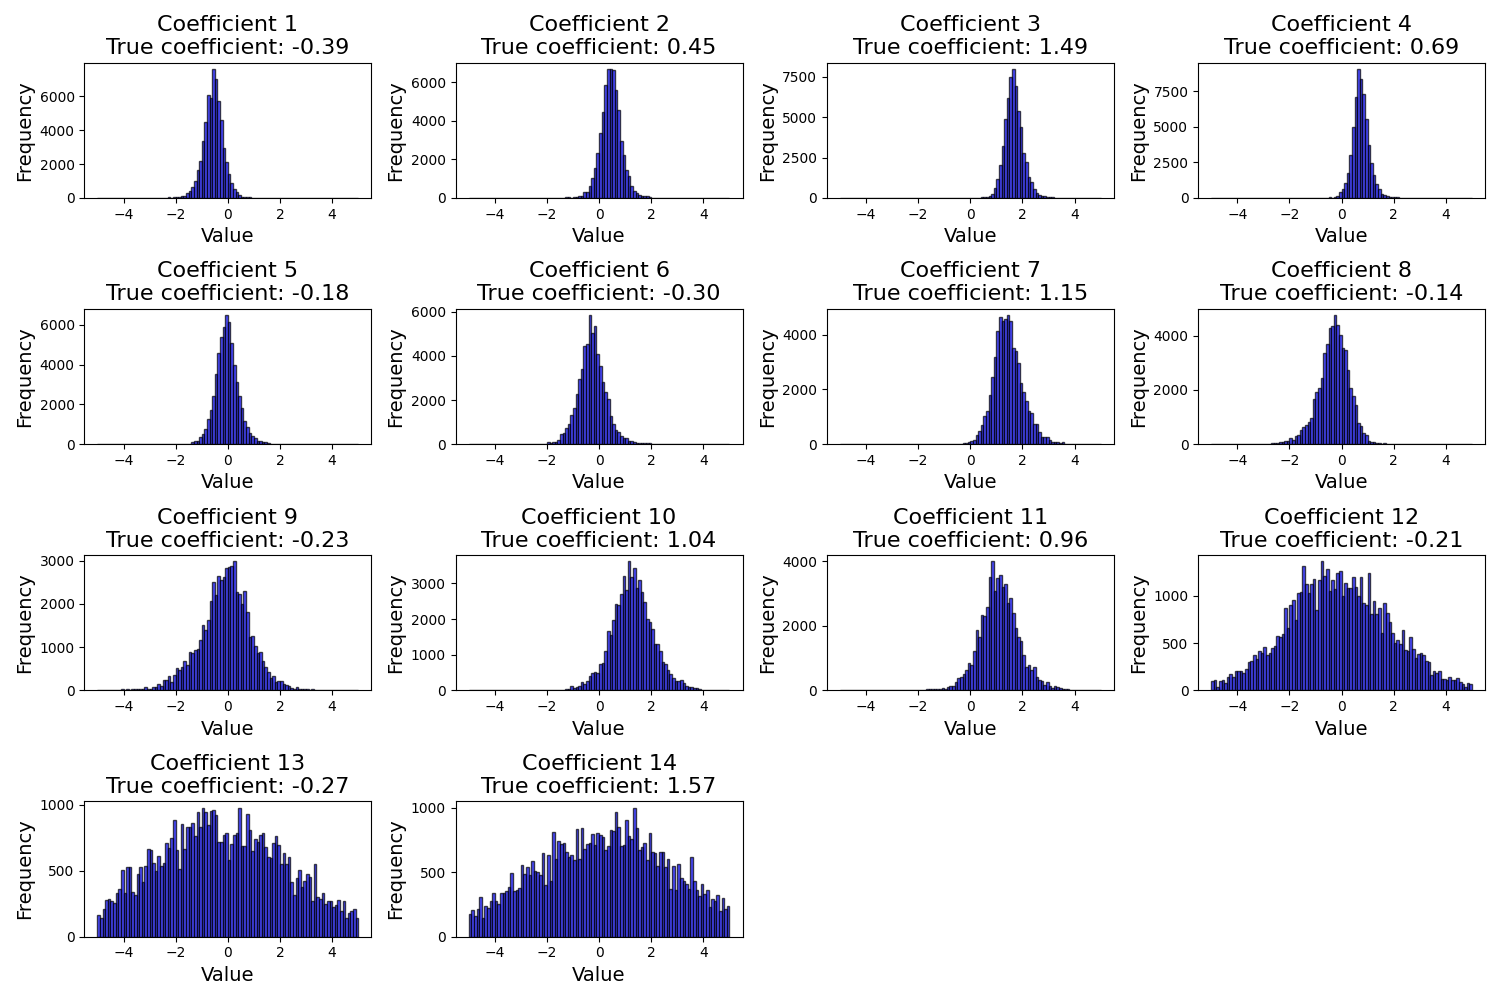 Coefficient 1
True coefficient: -0.39
Coefficient 2
True coefficient: 0.45
Coefficient 3
True coefficient: 1.49
Coefficient 4
True coefficient: 0.69
Frequency
6000
4000
2000
0
−4
−2
0
2
4
Value
Frequency
6000
4000
2000
0
−4
−2
0
2
4
Value
Frequency
7500
5000
2500
0
−4
−2
0
2
4
Value
Frequency
7500
5000
2500
0
−4
−2
0
2
4
Value
Coefficient 5
True coefficient: -0.18
Coefficient 6
True coefficient: -0.30
Coefficient 7
True coefficient: 1.15
Coefficient 8
True coefficient: -0.14
Frequency
6000
4000
2000
0
−4
−2
0
2
4
Value
Frequency
6000
4000
2000
0
−4
−2
0
2
4
Value
Frequency
4000
2000
0
−4
−2
0
2
4
Value
Frequency
4000
2000
0
−4
−2
0
2
4
Value
Coefficient 9
True coefficient: -0.23
Coefficient 10
True coefficient: 1.04
Coefficient 11
True coefficient: 0.96
Coefficient 12
True coefficient: -0.21
Frequency
3000
2000
1000
0
−4
−2
0
2
4
Value
Frequency
3000
2000
1000
0
−4
−2
0
2
4
Value
Frequency
4000
2000
0
−4
−2
0
2
4
Value
Frequency
1000
500
0
−4
−2
0
2
4
Value
Coefficient 13
True coefficient: -0.27
Coefficient 14
True coefficient: 1.57
Frequency
1000
500
0
−4
−2
0
2
4
Value
Frequency
1000
500
0
−4
−2
0
2
4
Value